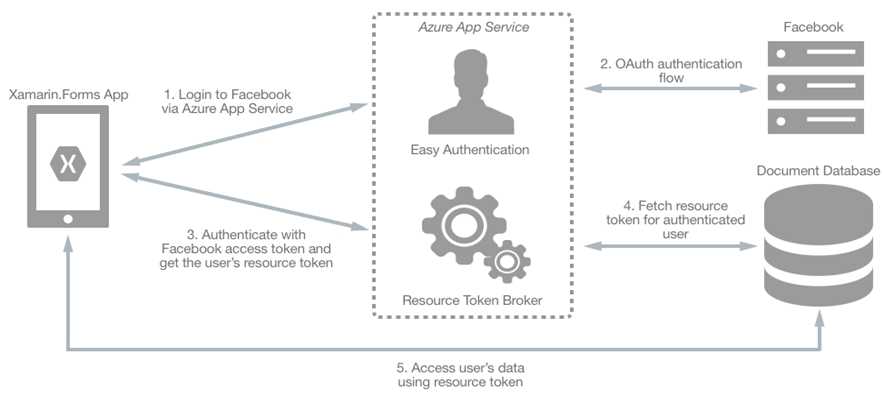 Azure App Service
Facebook
Xamarin.Forms App
1. Login to Facebook
via Azure App Service
2. OAuth authentication
flow
X
Easy Authentication
Document Database
3. Authenticate with
Facebook access token and
get the user's resource token
4. Fetch resource
token for authenticated
user
Resource Token Broker
5. Access user's data
using resource token